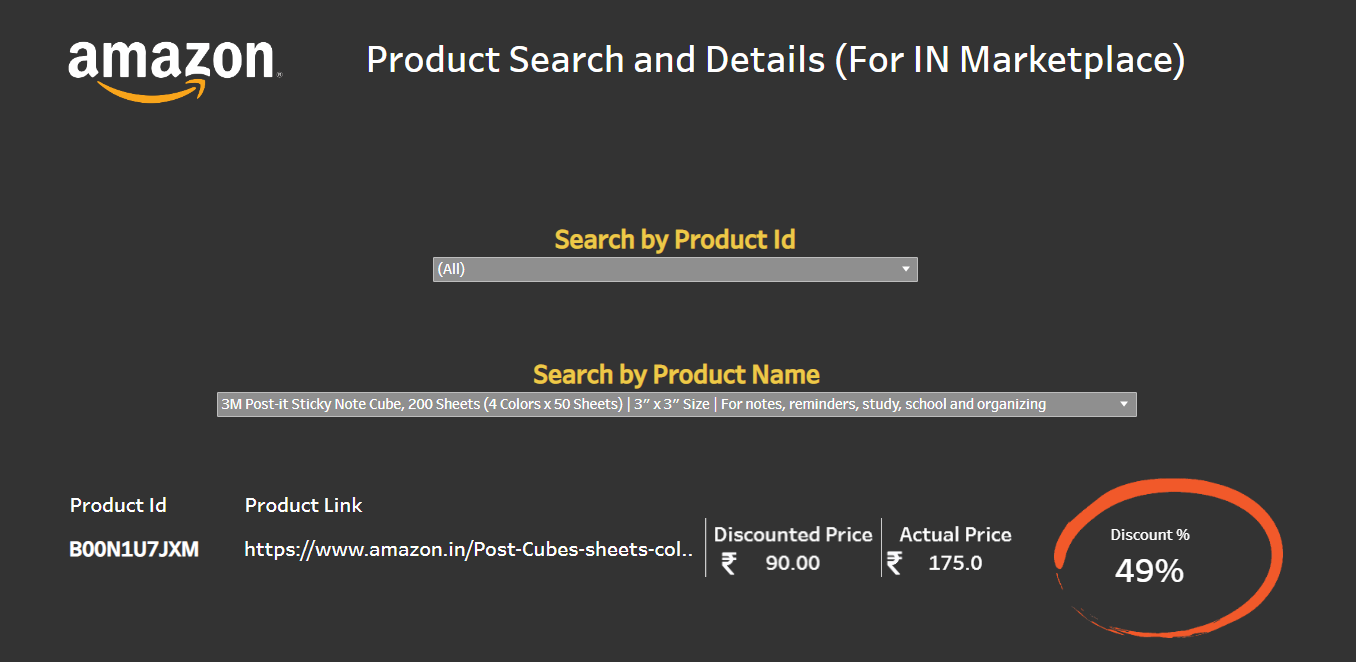 amazon
Product Search and Details (For IN Marketplace)
Search by Product Id
(All)
Search by Product Name
3M Post-it Sticky Note Cube, 200 Sheets (4 Colors x 50 Sheets) | 3” x 3” Size | For notes, reminders, study, school and organizing
Product Id
Product Link
B00N1U7JXM
https://www.amazon.in/Post-Cubes-sheets-col..
Discounted Price
₹ 90.00
Actual Price
₹ 175.0
Discount %
49%